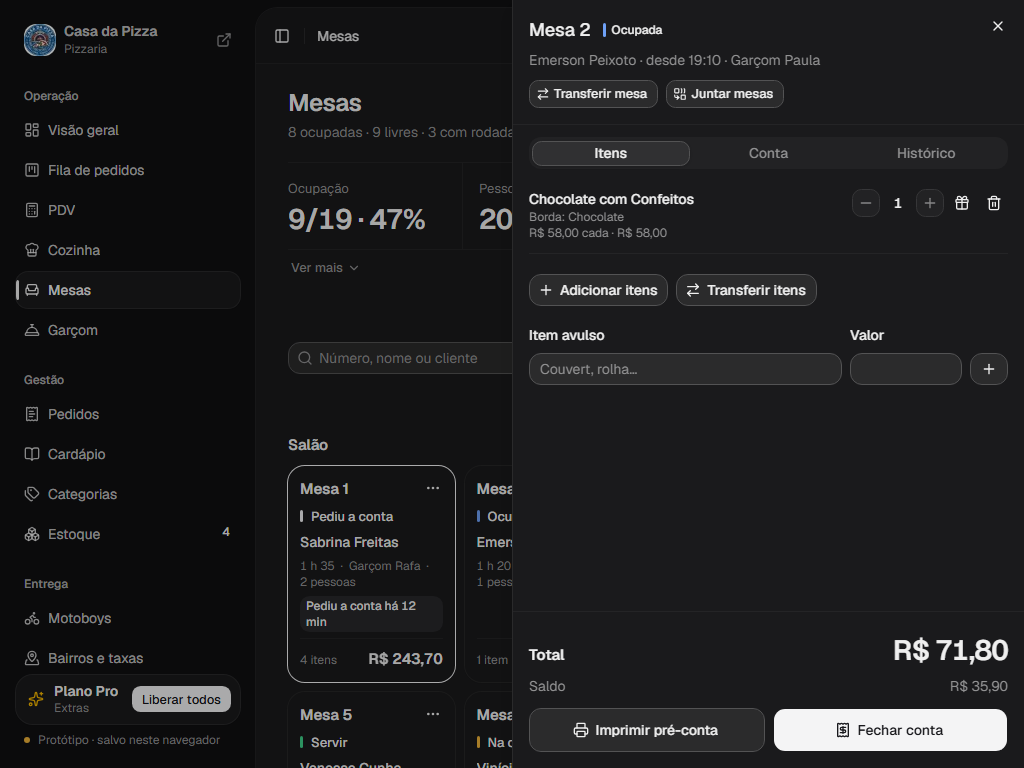 Casa da Pizza
Pizzaria
Operação
Visão geral
Fila de pedidos
PDV
Cozinha
Mesas
Garçom
Gestão
Pedidos
Cardápio
Categorias
Estoque
4
Entrega
Motoboys
Bairros e taxas
Plano Pro
Extras
Liberar todos
Protótipo · salvo neste navegador
Mesas
Mesas
8 ocupadas · 9 livres · 3 com rodada
Ocupação
9/19 · 47%
20
Ver mais
Número, nome ou cliente
Salão
Mesa 1
Pediu a conta
Sabrina Freitas
1 h 35 · Garçom Rafa ·
2 pessoas
Pediu a conta há 12
min
4 itens
R$ 243,70
1 h 20
1 item
Mesa 5
Servir
Mesa 2
Ocupada
Emerson Peixoto · desde 19:10 · Garçom Paula
Transferir mesa
Juntar mesas
Itens
Conta
Histórico
Chocolate com Confeitos
Borda: Chocolate
R$ 58,00 cada · R$ 58,00
1
Adicionar itens
Transferir itens
Item avulso
Valor
Couvert, rolha…
Total
R$ 71,80
Saldo
R$ 35,90
Imprimir pré-conta
Fechar conta